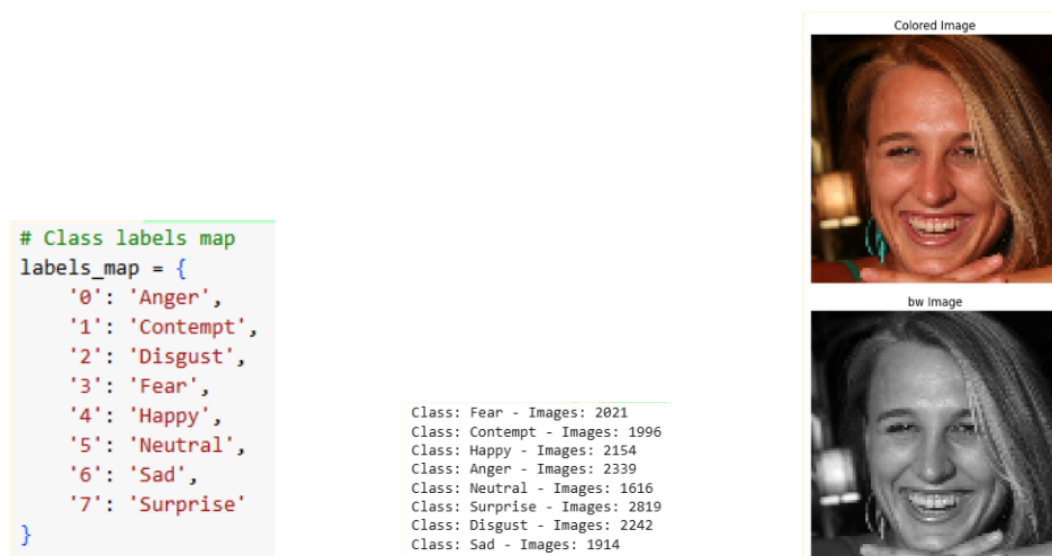 # Class labels map
labels_map = {
    '0': 'Anger',
    '1': 'Contempt',
    '2': 'Disgust',
    '3': 'Fear',
    '4': 'Happy',
    '5': 'Neutral',
    '6': 'Sad',
    '7': 'Surprise'
}
Class: Fear - Images: 2021
Class: Contempt - Images: 1996
Class: Happy - Images: 2154
Class: Anger - Images: 2339
Class: Neutral - Images: 1616
Class: Surprise - Images: 2819
Class: Disgust - Images: 2242
Class: Sad - Images: 1914
Colored Image
bw Image